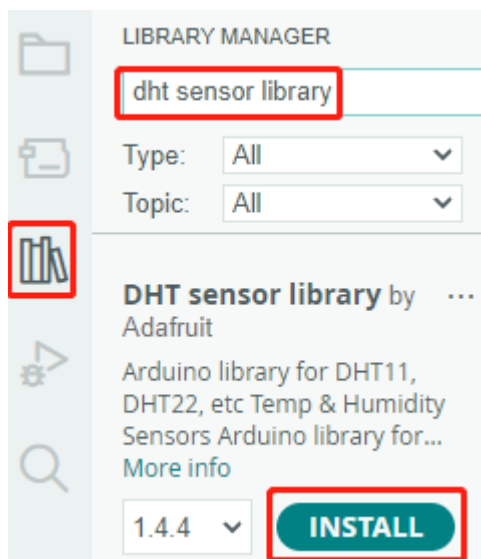 LIBRARY MANAGER
dht sensor library
Type: All
Topic: All
DHT sensor library by ...
Adafruit
Arduino library for DHT11,
DHT22, etc Temp & Humidity
Sensors Arduino library for...
More info
1.4.4 INSTALL